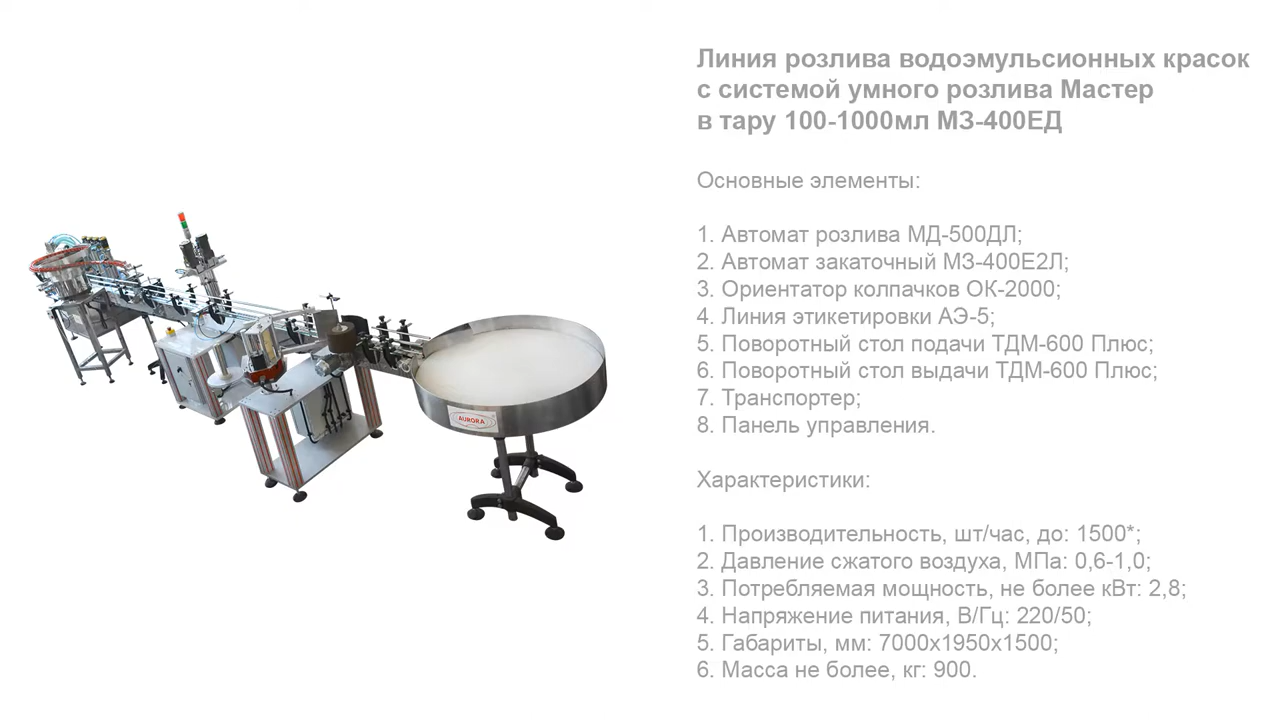 Линия розлива водоэмульсионных красок
с системой умного розлива Мастер
в тару 100-1000мл МЗ-400ЕД
Основные элементы:
1. Автомат розлива МД-500ДЛ;
2. Автомат закаточный МЗ-400Е2Л;
3. Ориентатор колпачков ОК-2000;
4. Линия этикетировки АЭ-5;
5. Поворотный стол подачи ТДМ-600 Плюс;
6. Поворотный стол выдачи ТДМ-600 Плюс;
7. Транспортер;
8. Панель управления.
Характеристики:
1. Производительность, шт/час, до: 1500*;
2. Давление сжатого воздуха, МПа: 0,6-1,0;
3. Потребляемая мощность, не более кВт: 2,8;
4. Напряжение питания, В/Гц: 220/50;
5. Габариты, мм: 7000х1950х1500;
6. Масса не более, кг: 900.
AURORA